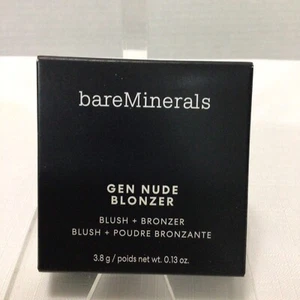 bareMinerals
GEN NUDE
BLONZER
BLUSH + BRONZER
BLUSH + POUDRE BRONZANTE
3.8 g / poids net wt. 0.13 oz.